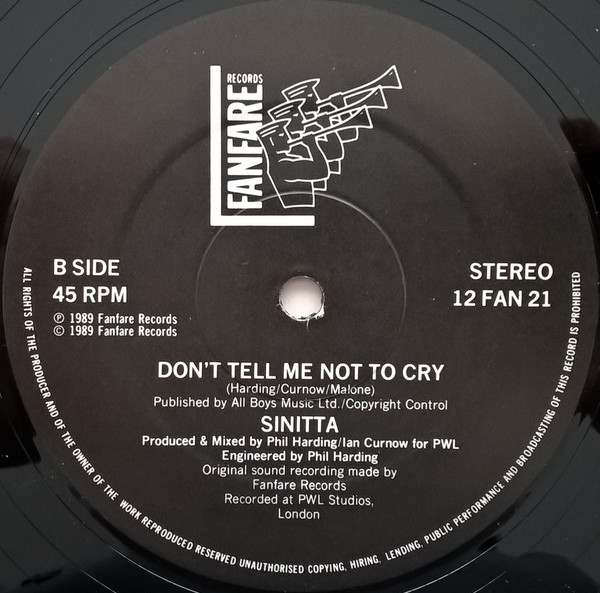 FANFARE RECORDS
B SIDE
45 RPM
STEREO
12 FAN 21
Ⓟ 1989 Fanfare Records
© 1989 Fanfare Records
DON'T TELL ME NOT TO CRY
(Harding/Curnow/Malone)
Published by All Boys Music Ltd./Copyright Control
SINITTA
Produced & Mixed by Phil Harding/Ian Curnow for PWL
Engineered by Phil Harding
Original sound recording made by
Fanfare Records
Recorded at PWL Studios,
London
ALL RIGHTS OF THE PRODUCER AND OF THE OWNER OF THE WORK REPRODUCED RESERVED UNAUTHORISED COPYING, HIRING, LENDING, PUBLIC PERFORMANCE AND BROADCASTING OF THIS RECORD IS PROHIBITED